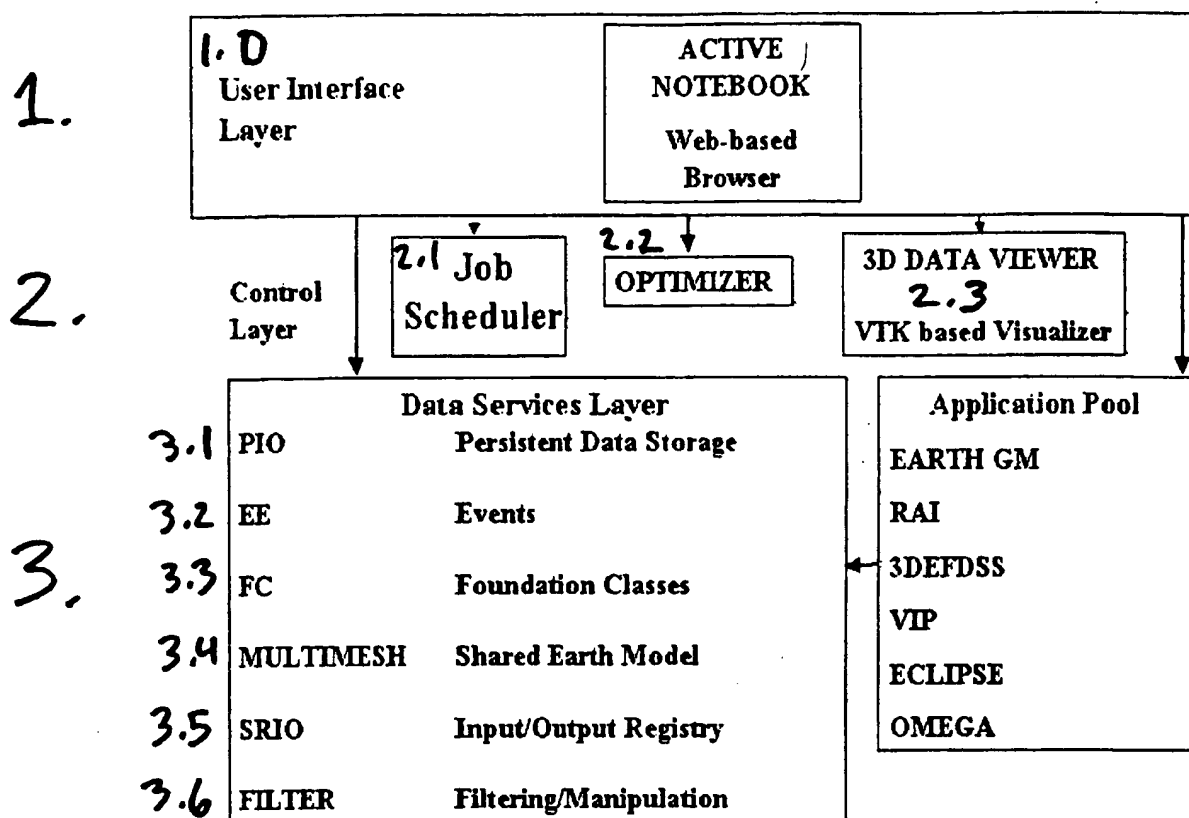 1.
1.0
User Interface
Layer
ACTIVE
NOTEBOOK
Web-based
Browser
2.
Control
Layer
2.1 Job
Scheduler
2.2
OPTIMIZER
3D DATA VIEWER
2.3
VTK based Visualizer
3.
Data Services Layer
3.1 PIO Persistent Data Storage
3.2 EE Events
3.3 FC Foundation Classes
3.4 MULTIMESH Shared Earth Model
3.5 SRIO Input/Output Registry
3.6 FILTER Filtering/Manipulation
Application Pool
EARTH GM
RAI
3DEFDSS
VIP
ECLIPSE
OMEGA